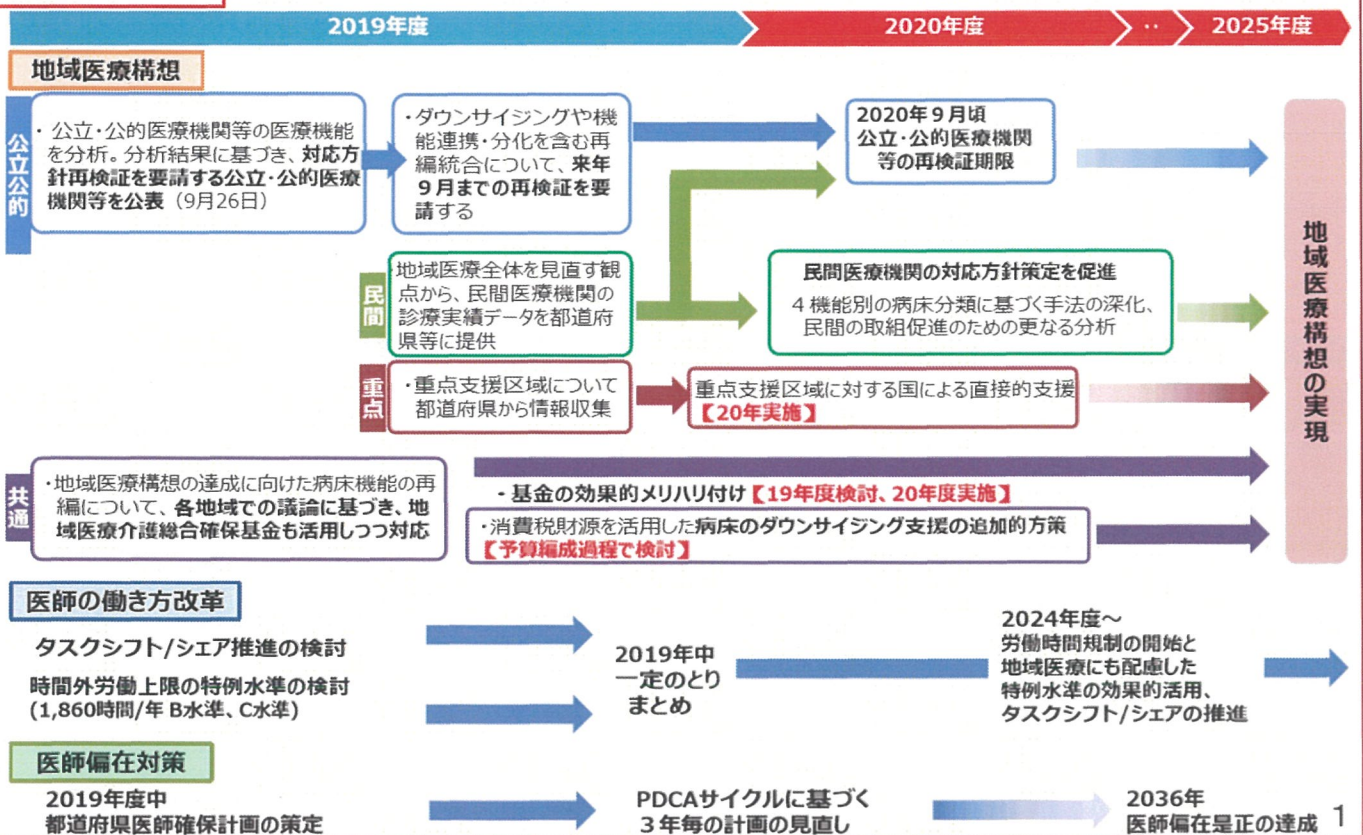 2019年度
2020年度
‥
2025年度
地域医療構想
公立公的
・公立・公的医療機関等の医療機能
を分析。分析結果に基づき、対応方
針再検証を要請する公立・公的医療
機関等を公表（9月26日）
・ダウンサイジングや機
能連携・分化を含む再
編統合について、来年
９月までの再検証を要
請する
2020年９月頃
公立・公的医療機関
等の再検証期限
民間
・地域医療全体を見直す観
点から、民間医療機関の
診療実績データを都道府
県等に提供
民間医療機関の対応方針策定を促進
４機能別の病床分類に基づく手法の深化、
民間の取組促進のための更なる分析
重点
・重点支援区域について
都道府県から情報収集
重点支援区域に対する国による直接的支援
【20年実施】
地域医療構想の実現
共通
・地域医療構想の達成に向けた病床機能の再
編について、各地域での議論に基づき、地
域医療介護総合確保基金も活用しつつ対応
- 基金の効果的メリハリ付け【19年度検討、20年度実施】
・消費税財源を活用した病床のダウンサイジング支援の追加的方策
【予算編成過程で検討】
医師の働き方改革
タスクシフト/シェア推進の検討
時間外労働上限の特例水準の検討
(1,860時間/年 B水準、C水準)
2019年中
一定のとり
まとめ
2024年度～
労働時間規制の開始と
地域医療にも配慮した
特例水準の効果的活用、
タスクシフト/シェアの推進
医師偏在対策
2019年度中
都道府県医師確保計画の策定
PDCAサイクルに基づく
３年毎の計画の見直し
2036年
医師偏在是正の達成
1